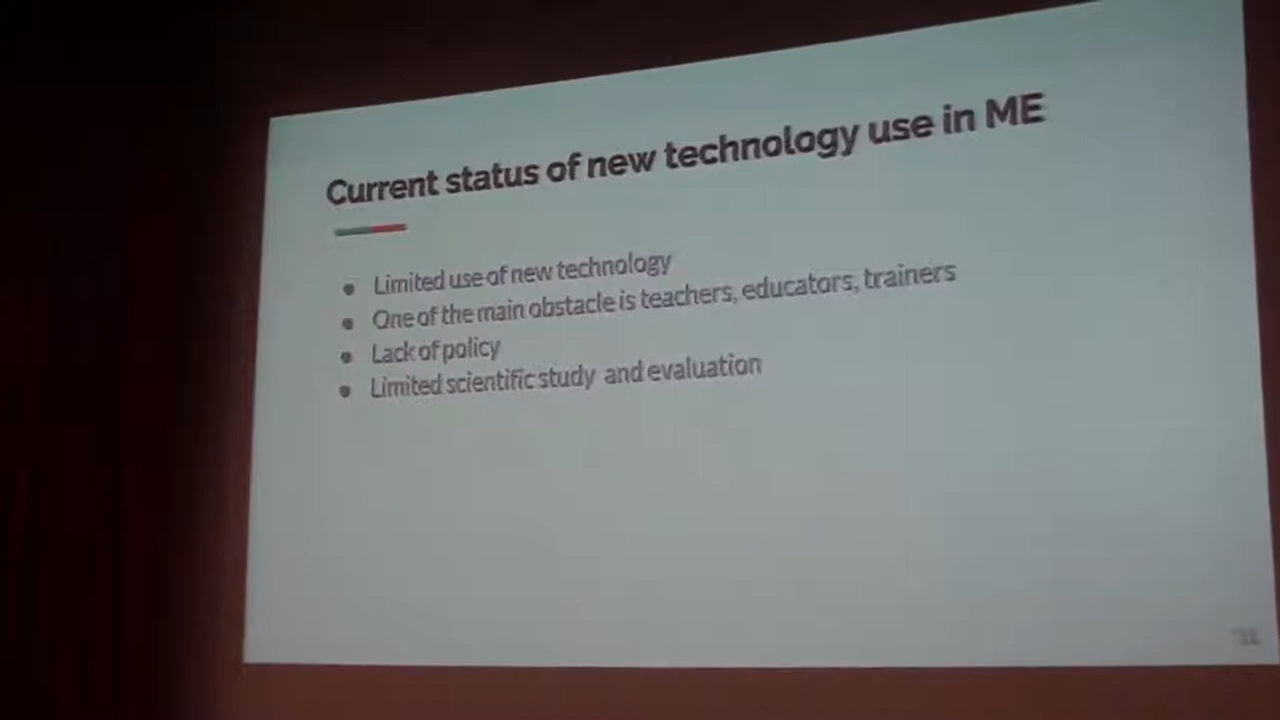 Current status of new technology use in ME
● Limited use of new technology
● One of the main obstacle is teachers, educators, trainers
● Lack of policy
● Limited scientific study and evaluation